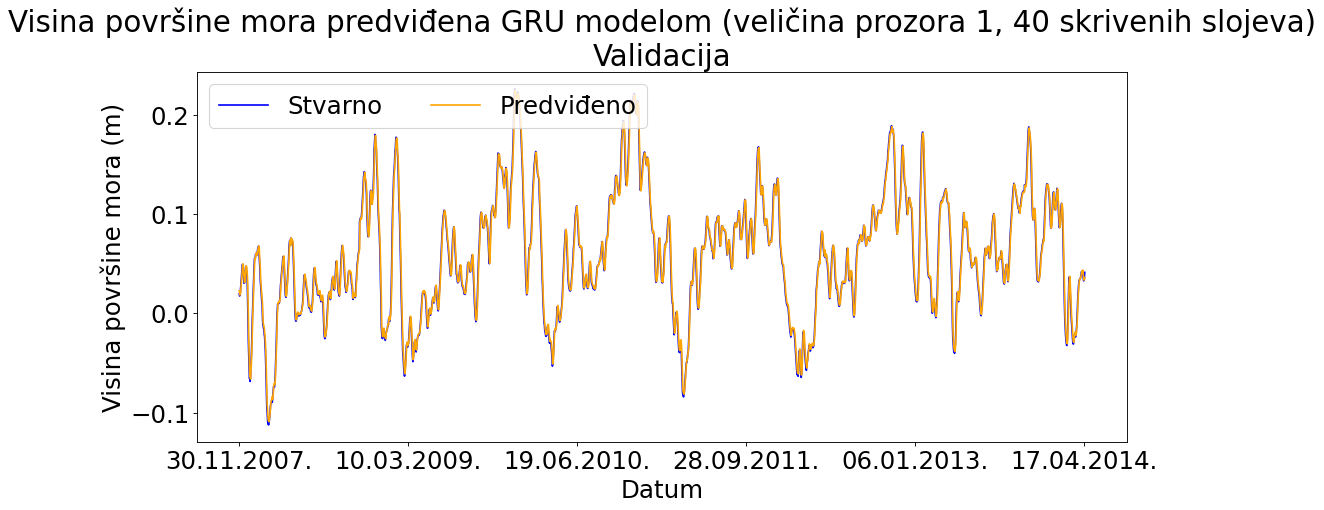 Visina površine mora predviđena GRU modelom (veličina prozora 1, 40 skrivenih slojeva)
Validacija
Stvarno Predviđeno
Visina površine mora (m)
0.2
0.1
0.0
−0.1
30.11.2007. 10.03.2009. 19.06.2010. 28.09.2011. 06.01.2013. 17.04.2014.
Datum